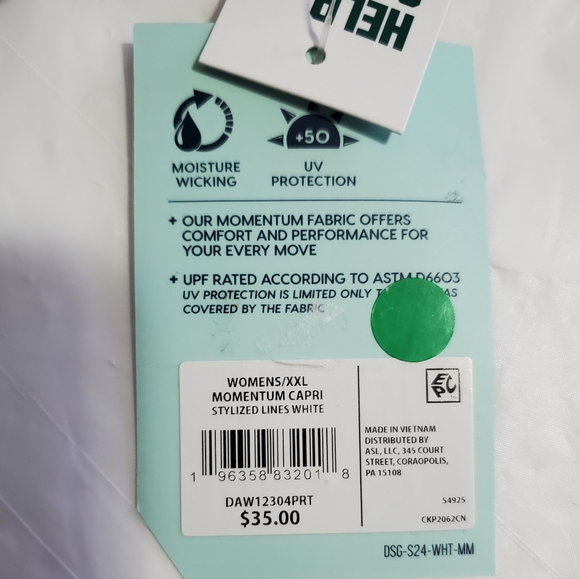 HELP
+50
MOISTURE
WICKING
UV
PROTECTION
+ OUR MOMENTUM FABRIC OFFERS
COMFORT AND PERFORMANCE FOR
YOUR EVERY MOVE
+ UPF RATED ACCORDING TO ASTM D6603
UV PROTECTION IS LIMITED ONLY
COVERED BY THE FABRIC
WOMENS/XXL
MOMENTUM CAPRI
STYLIZED LINES WHITE
1 96358 83201 8
DAW12304PRT
$35.00
EPC
MADE IN VIETNAM
DISTRIBUTED BY
ASL, LLC, 345 COURT
STREET, CORAOPOLIS,
PA 15108
54925
CKP2062CN
DSG-S24-WHT-MM